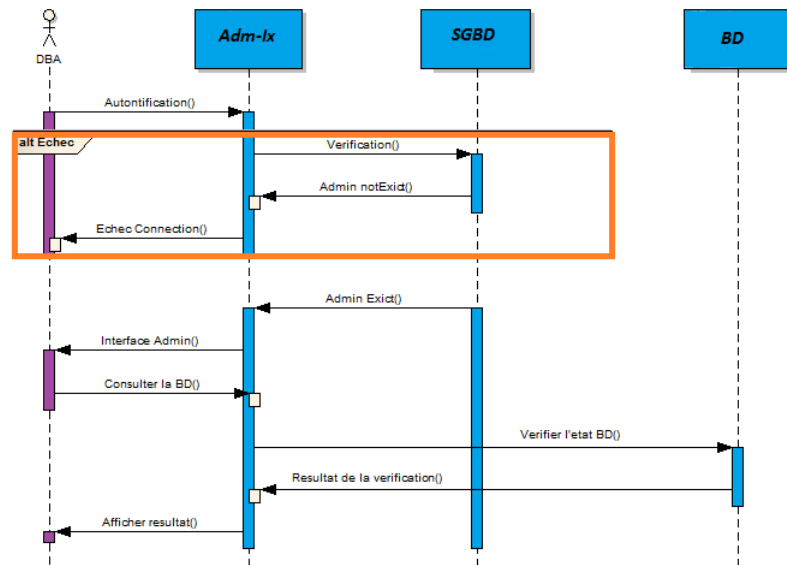 Adm-Ix
SGBD
BD
DBA
Autontification()
alt Echec
Verification()
Admin notExict()
Echec Connection()
Admin Exict()
Interface Admin()
Consulter la BD()
Verifier l'etat BD()
Resultat de la verification()
Afficher resultat()